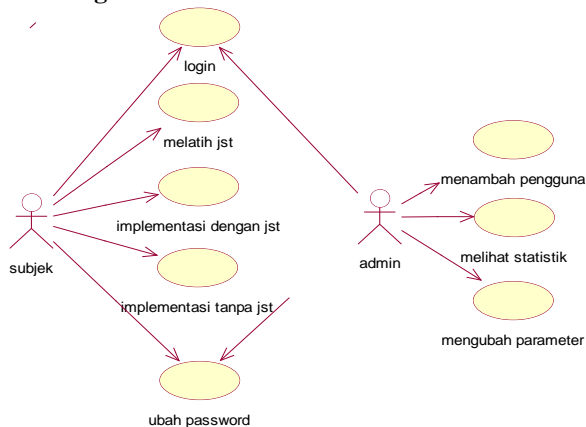 login
melatih jst
menambah pengguna
implementasi dengan jst
melihat statistik
admin
subjek
implementasi tanpa jst
mengubah parameter
ubah password